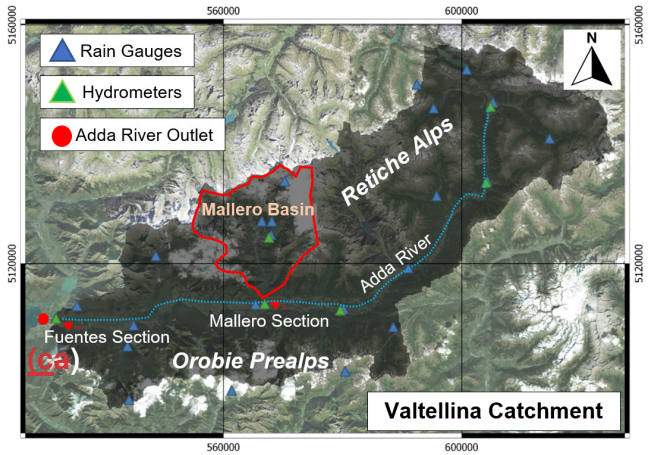 560000
600000
5160000
5160000
Rain Gauges
Hydrometers
Adda River Outlet
N
Retiche Alps
Mallero Basin
Adda River
5120000
5120000
Mallero Section
Fuentes Section
(ca)
Orobie Prealps
Valtellina Catchment
560000
600000